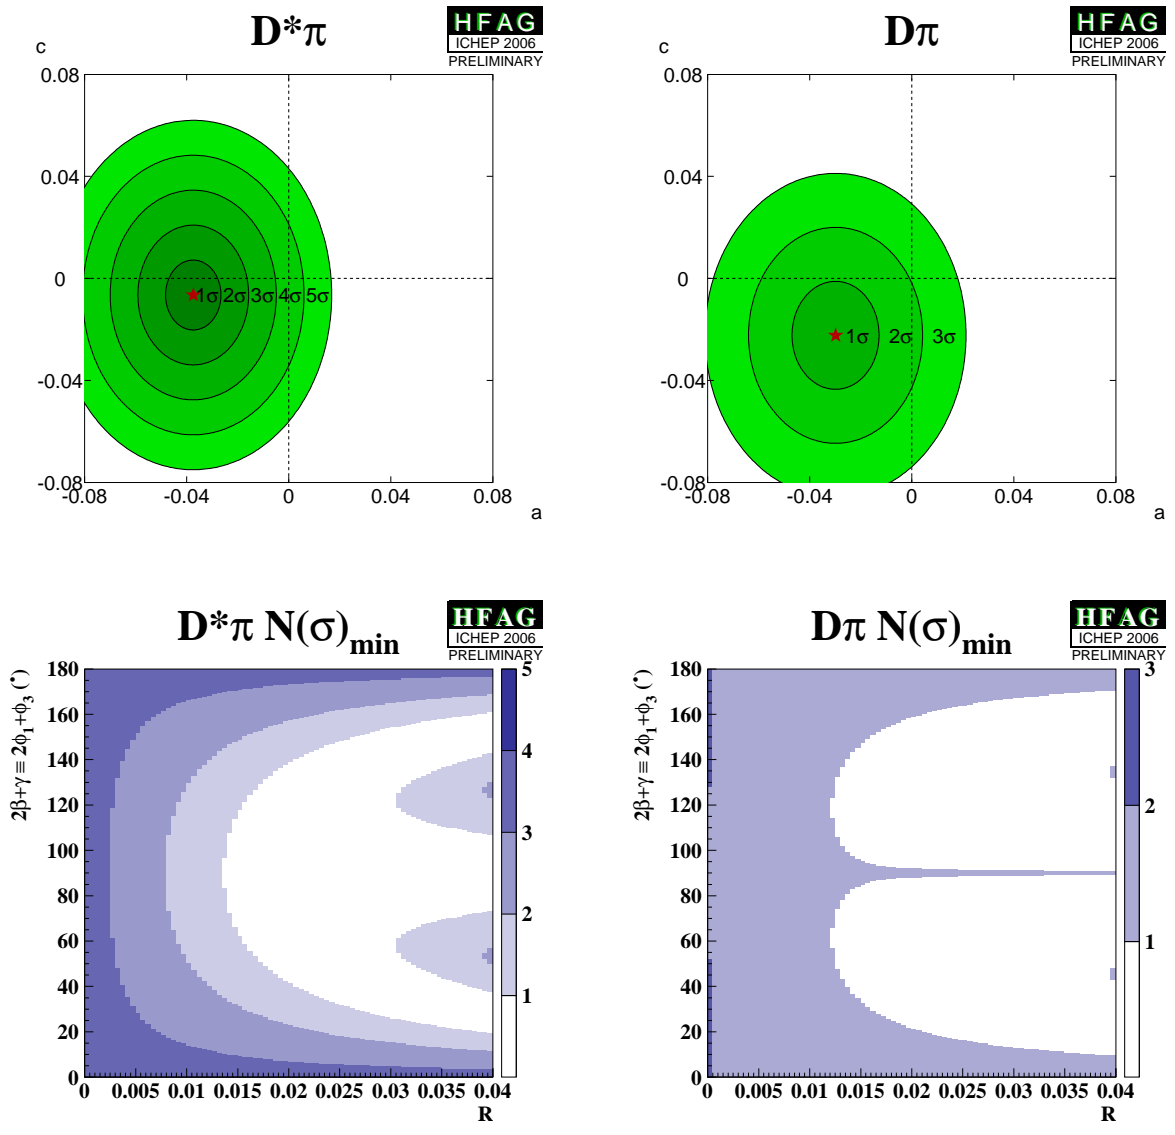 D*π
HFAG
ICHEP 2006
PRELIMINARY
c
0.08
0.04
0
-0.04
-0.08
1σ 2σ 3σ 4σ 5σ
-0.08 -0.04 0 0.04 0.08
a
Dπ
HFAG
ICHEP 2006
PRELIMINARY
c
0.08
0.04
0
-0.04
-0.08
1σ 2σ 3σ
-0.08 -0.04 0 0.04 0.08
a
D*π N(σ)min
HFAG
ICHEP 2006
PRELIMINARY
2β+γ ≡ 2ϕ1+ϕ3 (°)
180
160
140
120
100
80
60
40
20
0
0 0.005 0.01 0.015 0.02 0.025 0.03 0.035 0.04
R
5
4
3
2
1
Dπ N(σ)min
HFAG
ICHEP 2006
PRELIMINARY
2β+γ ≡ 2ϕ1+ϕ3 (°)
180
160
140
120
100
80
60
40
20
0
0 0.005 0.01 0.015 0.02 0.025 0.03 0.035 0.04
R
3
2
1